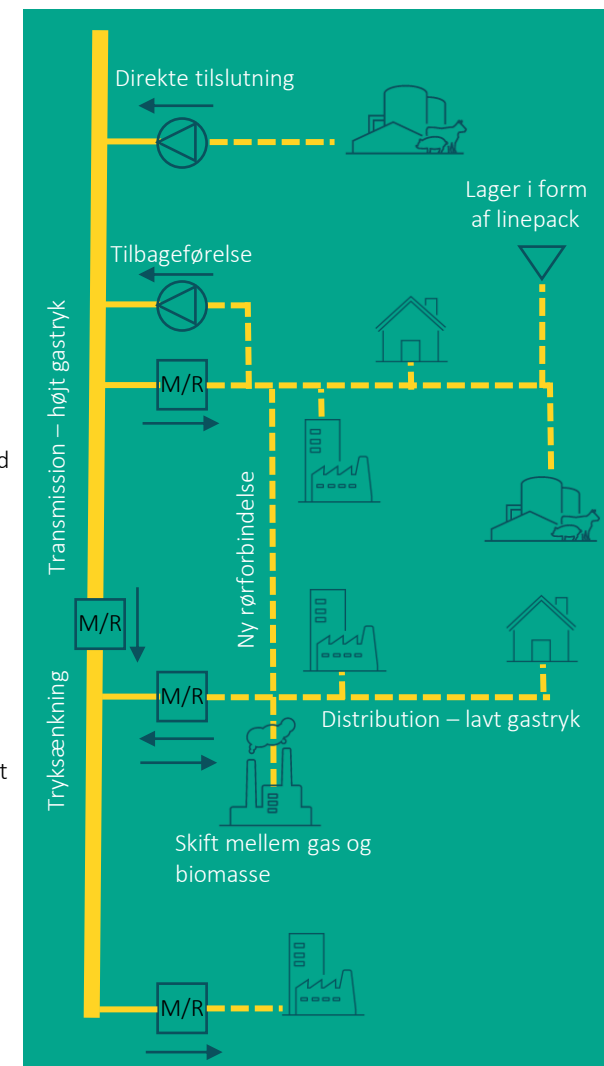 Direkte tilslutning
Lager i form
af linepack
Tilbageførelse
M/R
Transmission – højt gastryk
d
Ny rørforbindelse
M/R
M/R
Distribution – lavt gastryk
Tryksænkning
t
Skift mellem gas og
biomasse
M/R